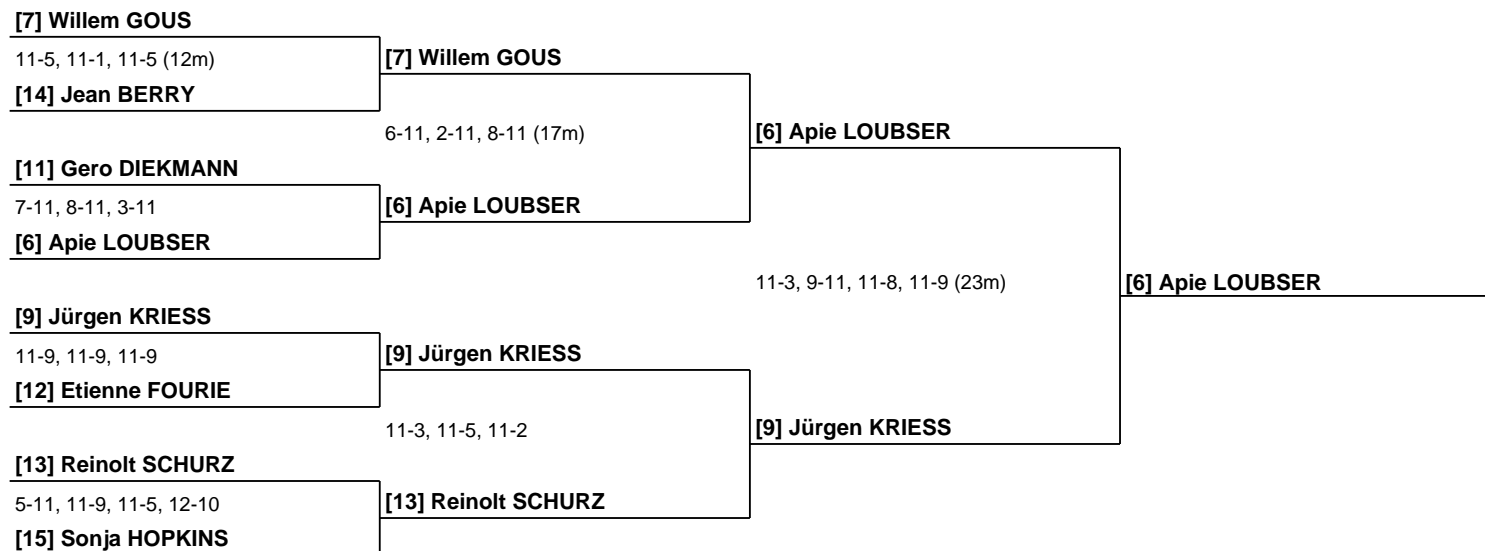 [7] Willem GOUS
11-5, 11-1, 11-5 (12m)
[7] Willem GOUS
[14] Jean BERRY
6-11, 2-11, 8-11 (17m)
[6] Apie LOUBSER
[11] Gero DIEKMANN
7-11, 8-11, 3-11
[6] Apie LOUBSER
[6] Apie LOUBSER
11-3, 9-11, 11-8, 11-9 (23m)
[6] Apie LOUBSER
[9] Jürgen KRIESS
11-9, 11-9, 11-9
[9] Jürgen KRIESS
[12] Etienne FOURIE
11-3, 11-5, 11-2
[9] Jürgen KRIESS
[13] Reinolt SCHURZ
5-11, 11-9, 11-5, 12-10
[13] Reinolt SCHURZ
[15] Sonja HOPKINS